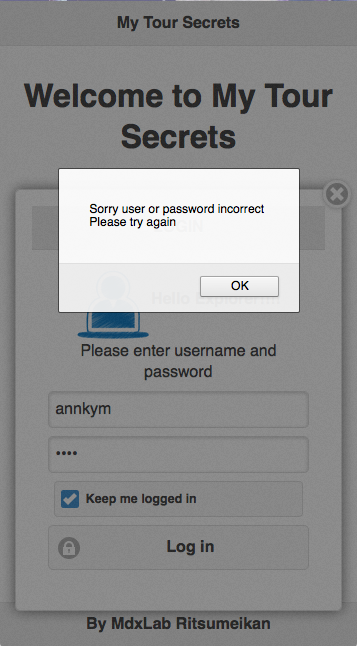 My Tour Secrets
Welcome to My Tour
Secrets
Sorry user or password incorrect
Please try again
OK
Please enter username and
password
annkym
••••
Keep me logged in
Log in
By MdxLab Ritsumeikan